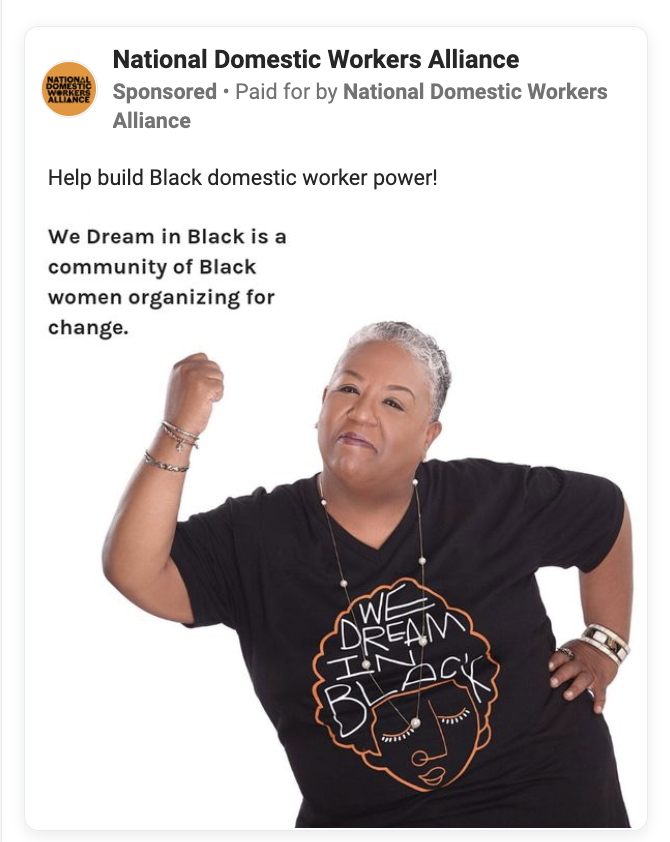 NATIONAL
DOMESTIC
WORKERS
ALLIANCE
National Domestic Workers Alliance
Sponsored • Paid for by National Domestic Workers
Alliance
Help build Black domestic worker power!
We Dream in Black is a
community of Black
women organizing for
change.
WE
DREAM
IN
BLACK